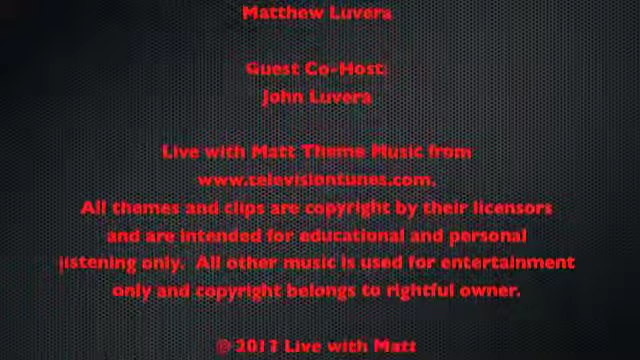 Matthew Luvera
Guest Co-Host:
John Luvera
Live with Matt Theme Music from
www.televisiontunes.com.
All themes and clips are copyright by their licensors
and are intended for educational and personal
listening only. All other music is used for entertainment
only and copyright belongs to rightful owner.
© 2013 Live with Matt